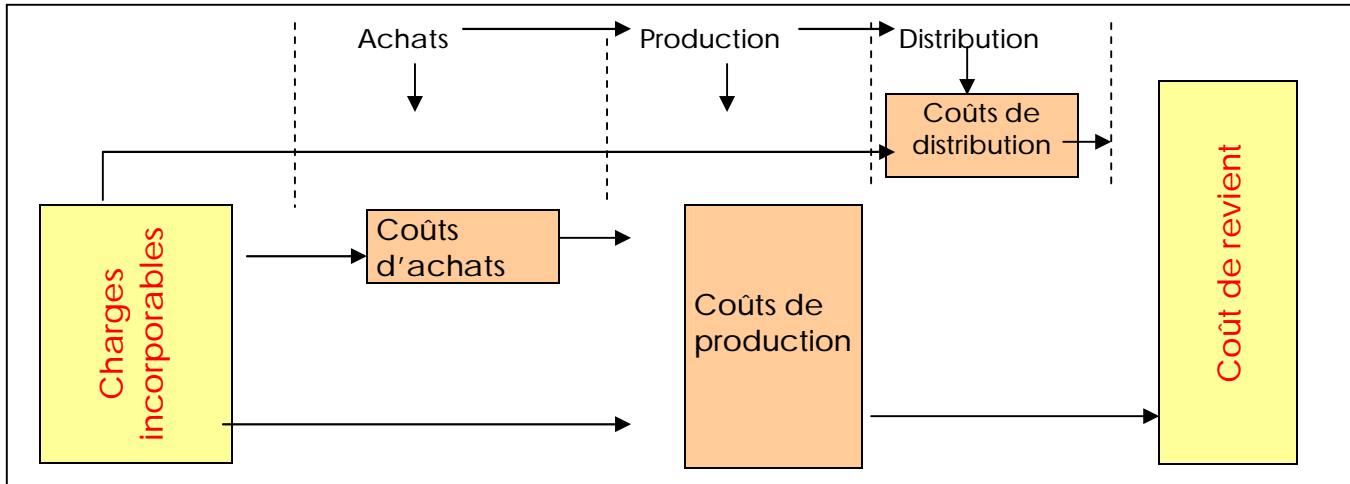 Achats
Production
Distribution
Coûts de
distribution
Charges
incorporables
Coûts
d’achats
Coûts de
production
Coût de revient